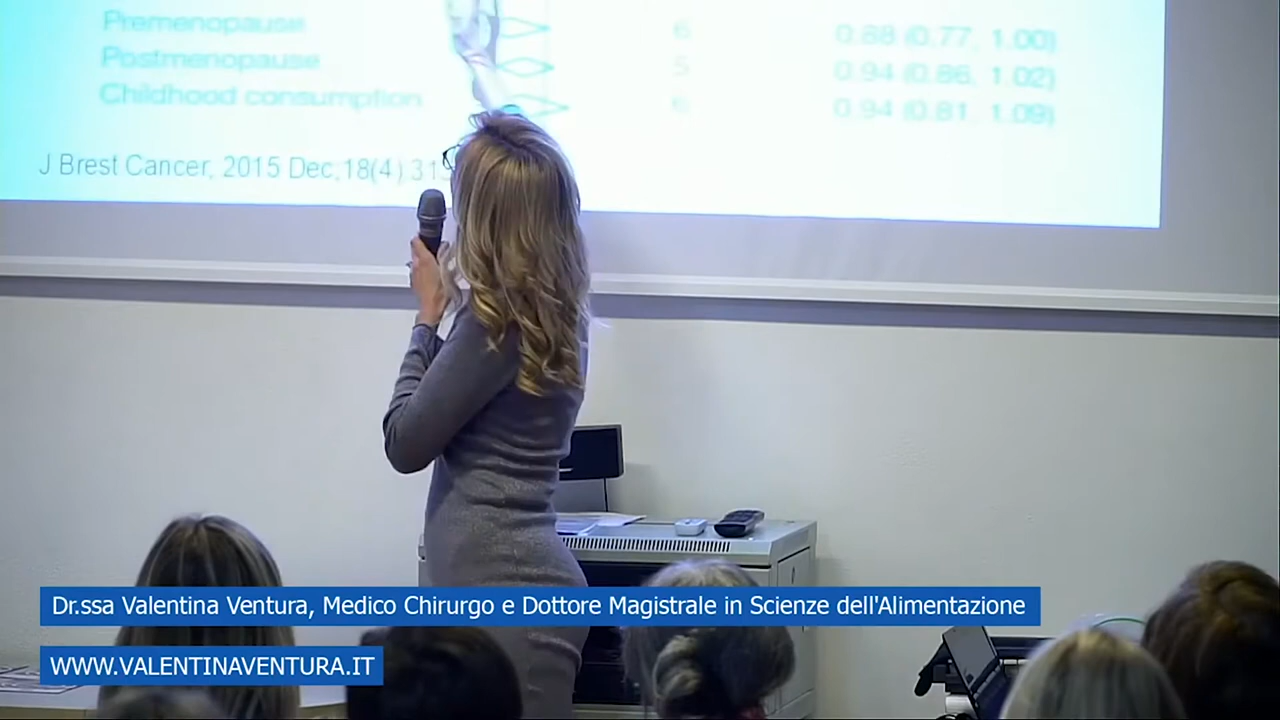 Premenopause 6 0.88 (0.77, 1.00)
Postmenopause 5 0.94 (0.86, 1.02)
Childhood consumption 6 0.94 (0.81, 1.09)
J Brest Cancer, 2015 Dec;18(4) 313
Dr.ssa Valentina Ventura, Medico Chirurgo e Dottore Magistrale in Scienze dell'Alimentazione
WWW.VALENTINAVENTURA.IT